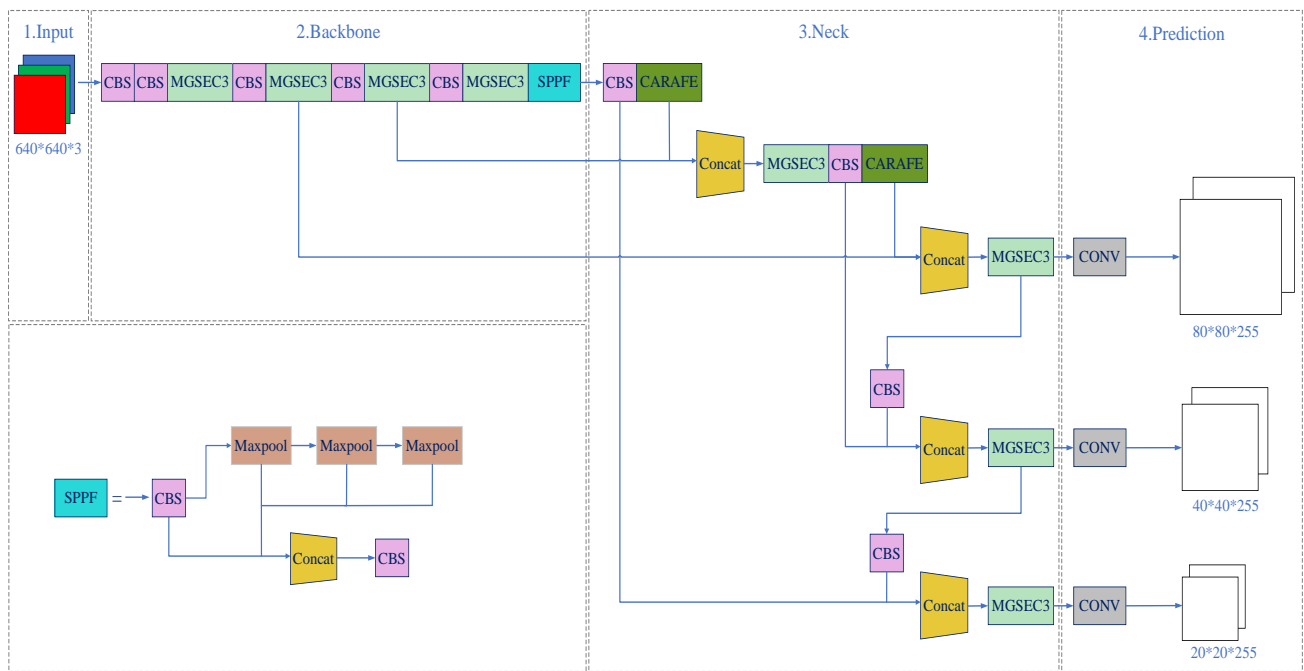 1.Input
2.Backbone
3.Neck
4.Prediction
CBS CBS MGSEC3 CBS MGSEC3 CBS MGSEC3 CBS MGSEC3 SPPF
CBS CARAFE
640*640*3
Concat
MGSEC3 CBS CARAFE
Concat
MGSEC3
CONV
80*80*255
CBS
Concat
MGSEC3
CONV
40*40*255
CBS
Concat
MGSEC3
CONV
20*20*255
Maxpool
Maxpool
Maxpool
SPPF
=
CBS
Concat
CBS